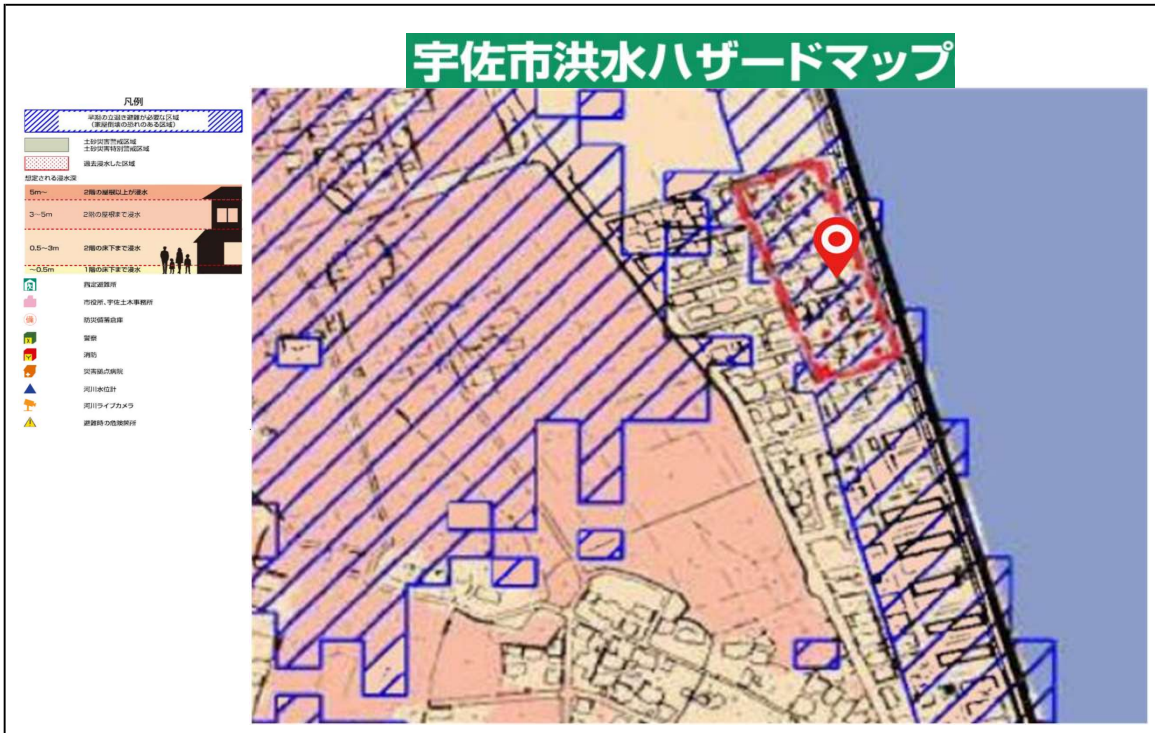 宇佐市洪水ハザードマップ
凡例
早期の立退き避難が必要な区域
（家屋倒壊の恐れのある区域）
土砂災害警戒区域
土砂災害特別警戒区域
過去浸水した区域
想定される浸水深
5m～ 2階の屋根以上が浸水
3～5m 2階の屋根まで浸水
0.5～3m 2階の床下まで浸水
～0.5m 1階の床下まで浸水
指定避難所
市役所、宇佐土木事務所
防災備蓄倉庫
警察
消防
災害拠点病院
河川水位計
河川ライブカメラ
避難時の危険箇所